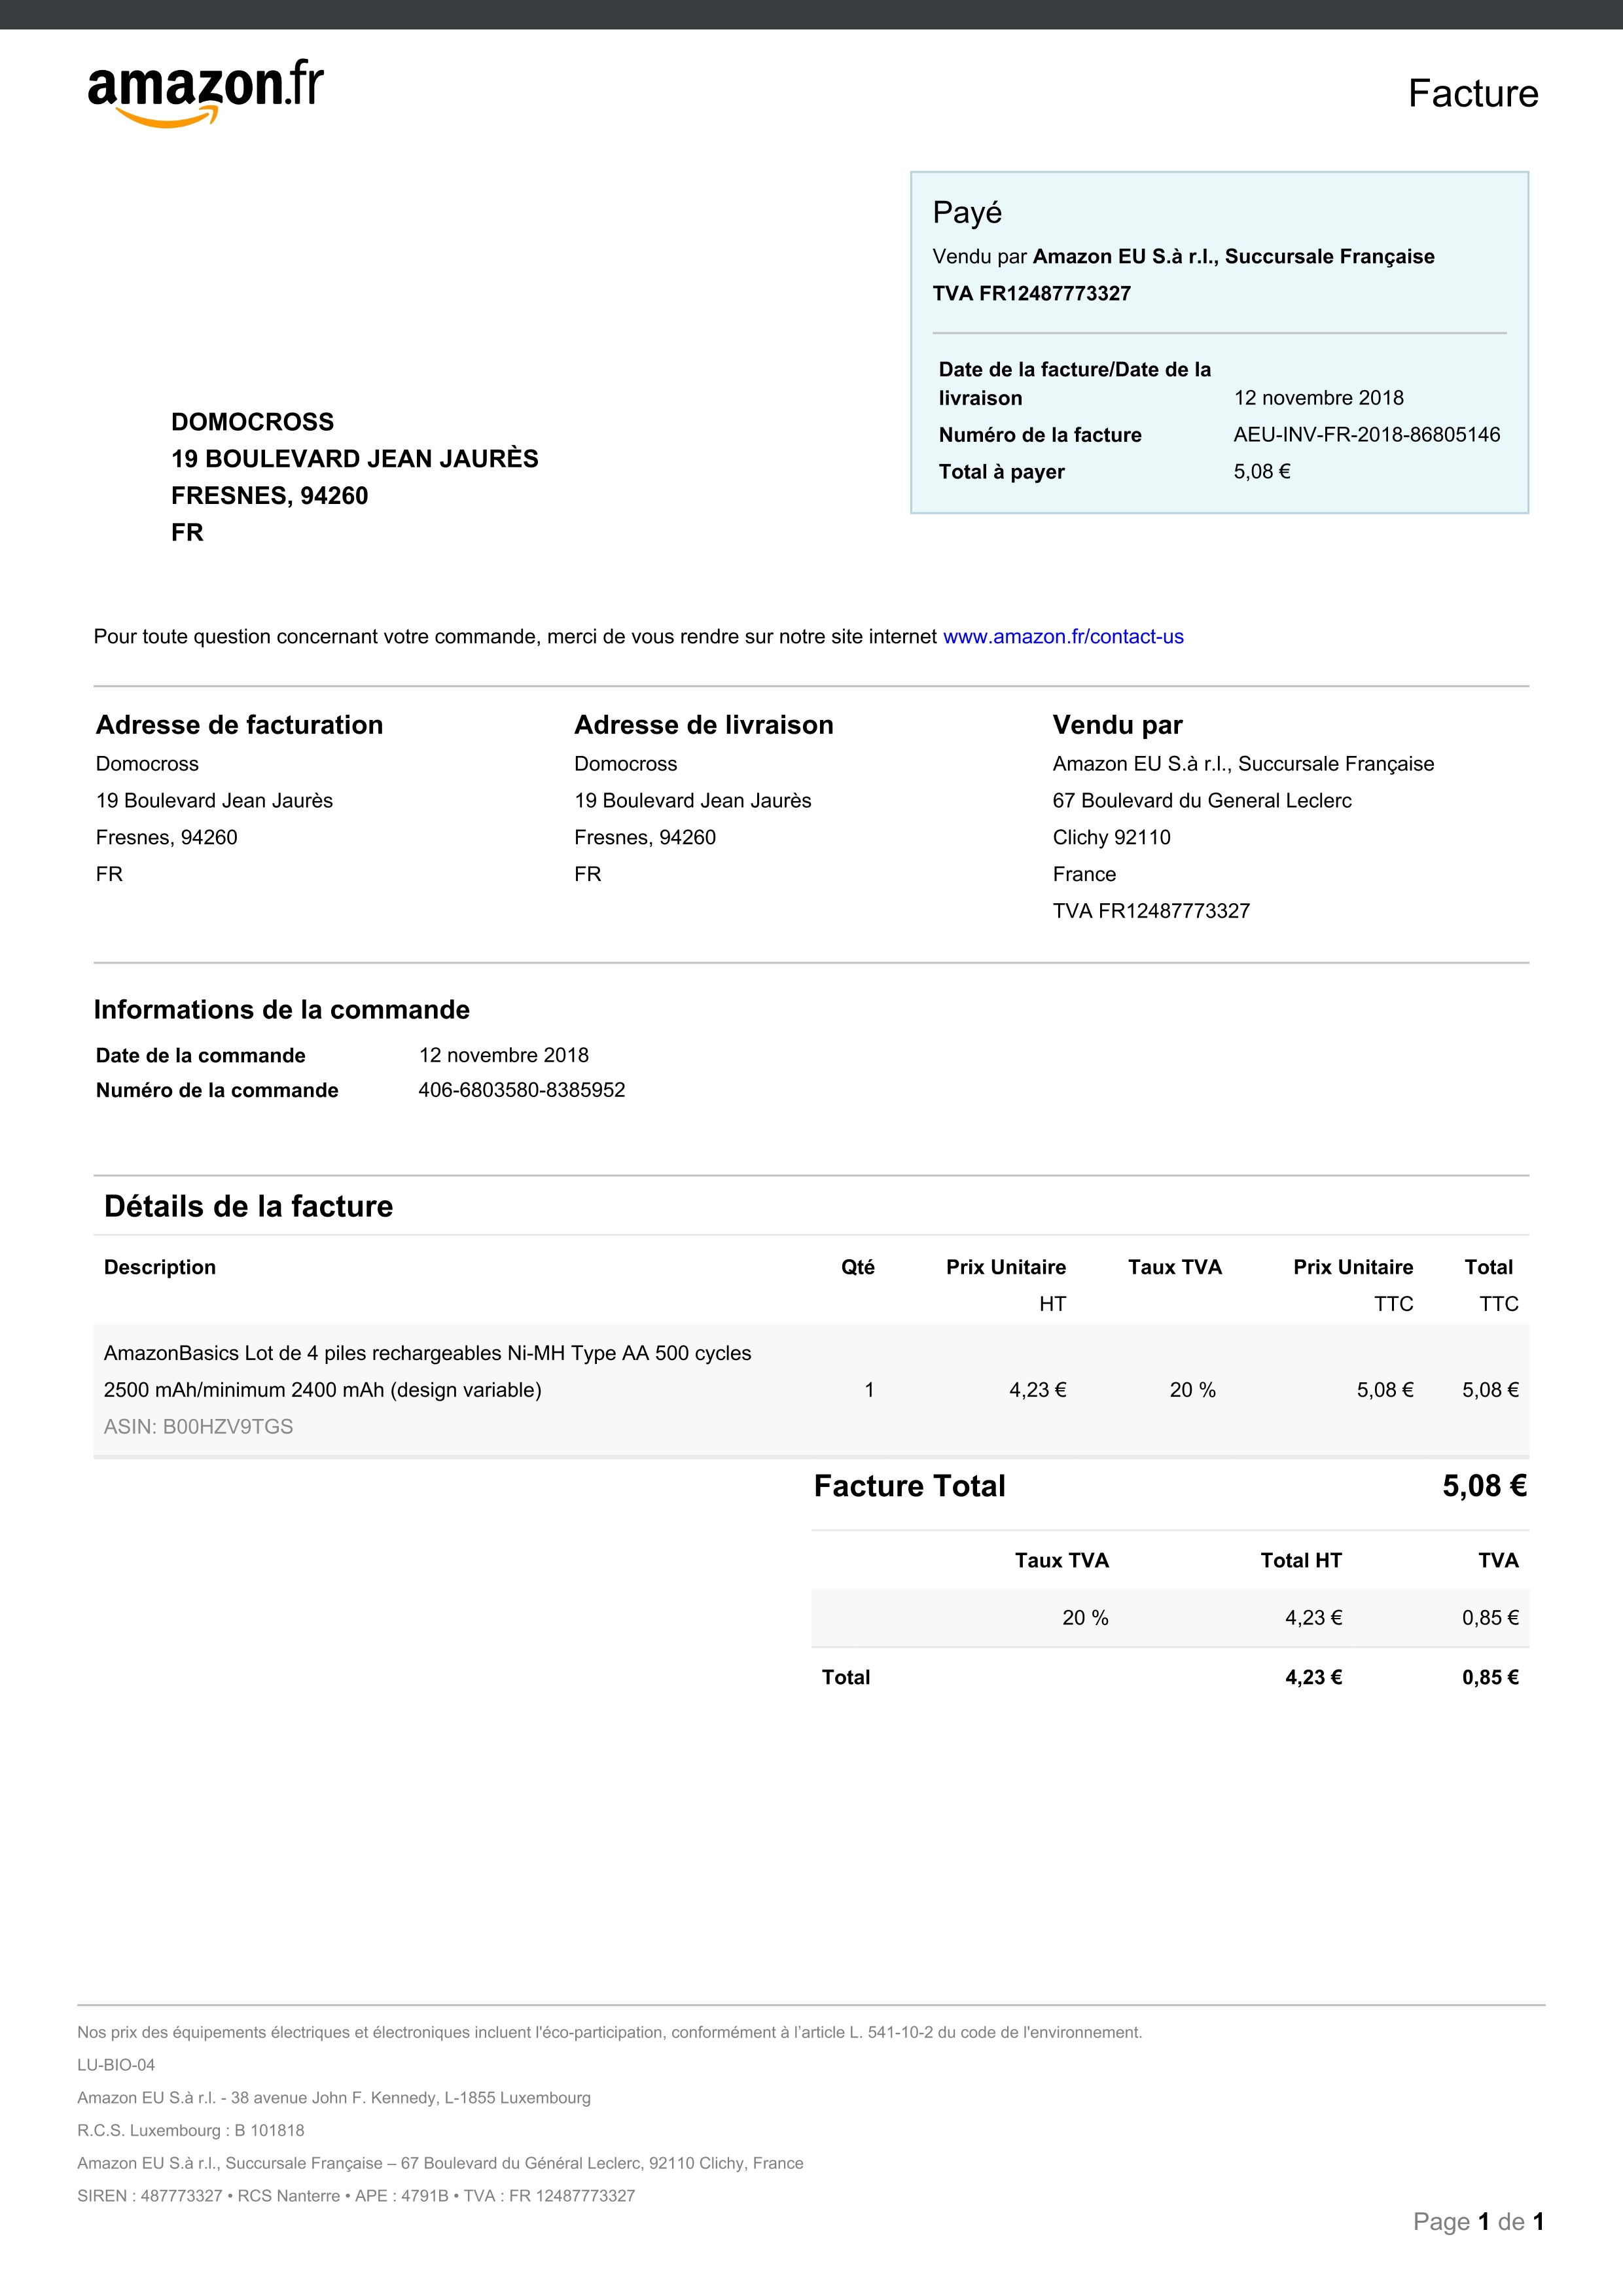 amazon.fr
Facture
Payé
Vendu par Amazon EU S.à r.l., Succursale Française
TVA FR12487773327
Date de la facture/Date de la
livraison 12 novembre 2018
Numéro de la facture AEU-INV-FR-2018-86805146
Total à payer 5,08 €
DOMOCROSS
19 BOULEVARD JEAN JAURÈS
FRESNES, 94260
FR
Pour toute question concernant votre commande, merci de vous rendre sur notre site internet www.amazon.fr/contact-us
Adresse de facturation
Domocross
19 Boulevard Jean Jaurès
Fresnes, 94260
FR
Adresse de livraison
Domocross
19 Boulevard Jean Jaurès
Fresnes, 94260
FR
Vendu par
Amazon EU S.à r.l., Succursale Française
67 Boulevard du General Leclerc
Clichy 92110
France
TVA FR12487773327
Informations de la commande
Date de la commande 12 novembre 2018
Numéro de la commande 406-6803580-8385952
Détails de la facture
Description Qté Prix Unitaire Taux TVA Prix Unitaire Total
HT TTC TTC
AmazonBasics Lot de 4 piles rechargeables Ni-MH Type AA 500 cycles
2500 mAh/minimum 2400 mAh (design variable) 1 4,23 € 20 % 5,08 € 5,08 €
ASIN: B00HZV9TGS
Facture Total 5,08 €
Taux TVA Total HT TVA
20 % 4,23 € 0,85 €
Total 4,23 € 0,85 €
Nos prix des équipements électriques et électroniques incluent l'éco-participation, conformément à l'article L. 541-10-2 du code de l'environnement.
LU-BIO-04
Amazon EU S.à r.l. - 38 avenue John F. Kennedy, L-1855 Luxembourg
R.C.S. Luxembourg : B 101818
Amazon EU S.à r.l., Succursale Française – 67 Boulevard du Général Leclerc, 92110 Clichy, France
SIREN : 487773327 • RCS Nanterre • APE : 4791B • TVA : FR 12487773327
Page 1 de 1